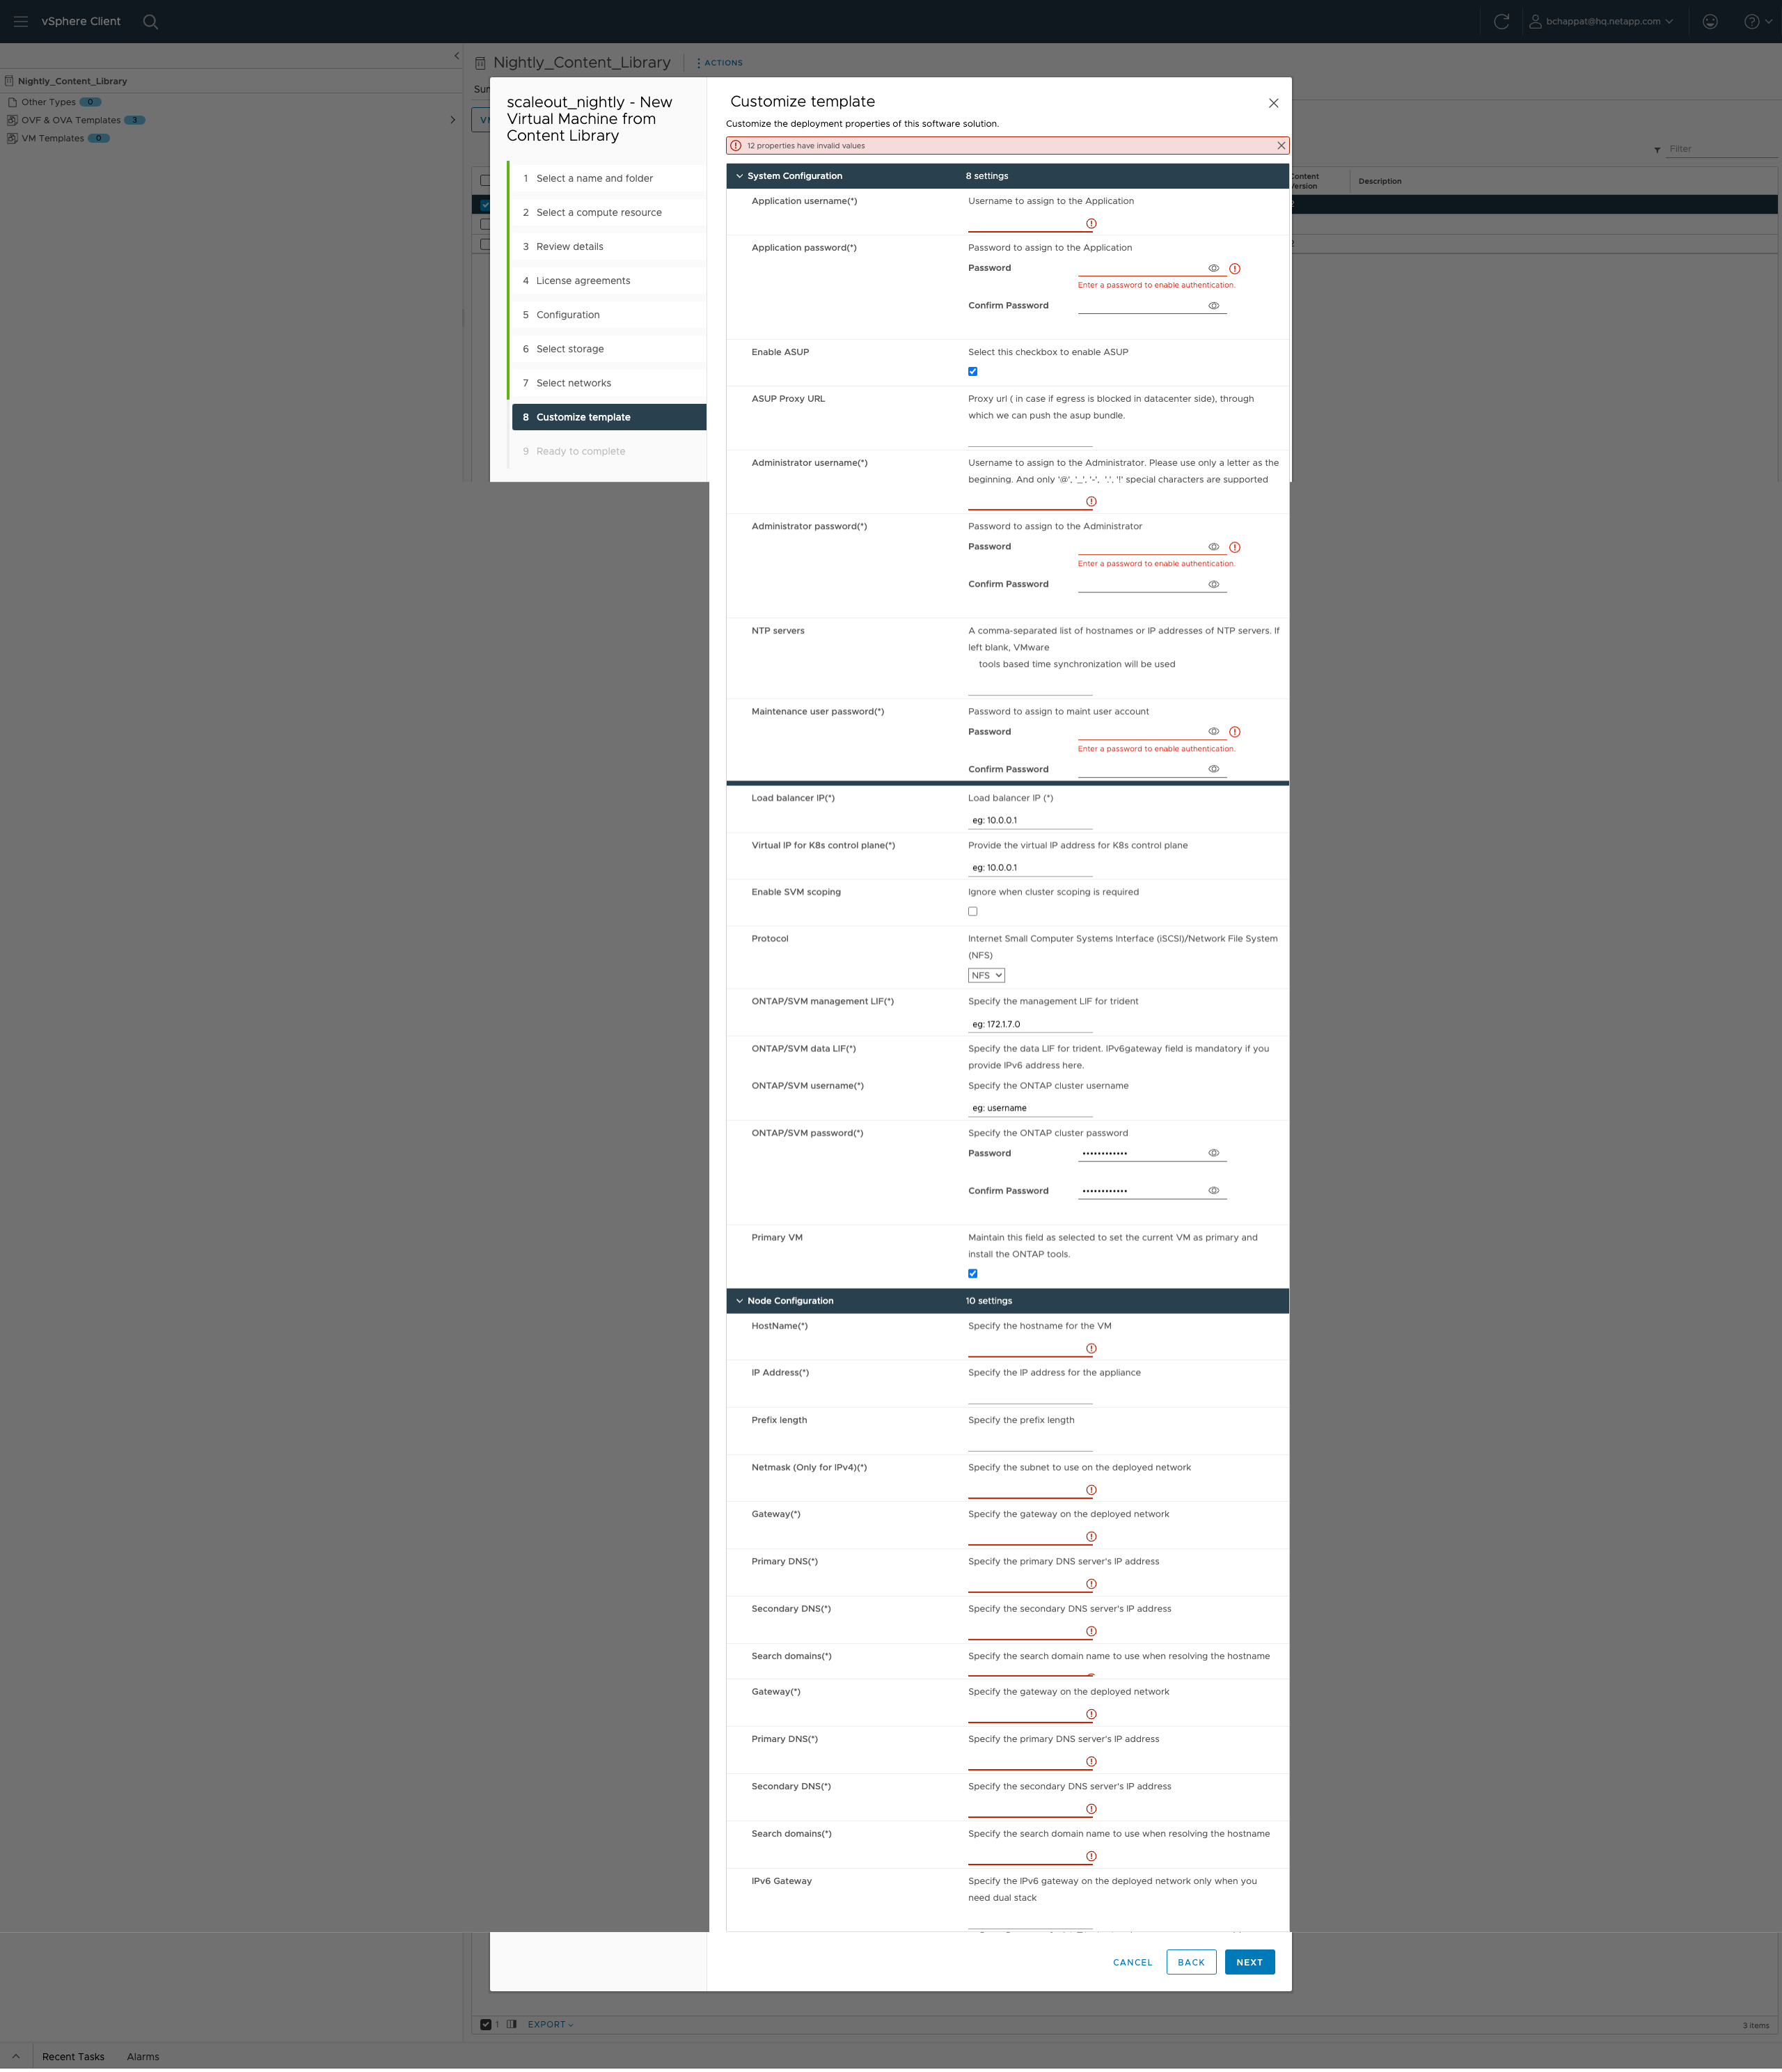 vSphere Client
bchappat@hq.netapp.com
Nightly_Content_Library
Other Types 0
OVF & OVA Templates 3
VM Templates 0
Nightly_Content_Library
ACTIONS
Filter
Content
Version
Description
scaleout_nightly - New
Virtual Machine from
Content Library
1 Select a name and folder
2 Select a compute resource
3 Review details
4 License agreements
5 Configuration
6 Select storage
7 Select networks
8 Customize template
9 Ready to complete
Customize template
Customize the deployment properties of this software solution.
12 properties have invalid values
System Configuration 8 settings
Application username(*) Username to assign to the Application
Application password(*) Password to assign to the Application
Password
Enter a password to enable authentication.
Confirm Password
Enable ASUP Select this checkbox to enable ASUP
ASUP Proxy URL Proxy url ( in case if egress is blocked in datacenter side), through
which we can push the asup bundle.
Administrator username(*) Username to assign to the Administrator. Please use only a letter as the
beginning. And only '@', '_', '-', '.', '!' special characters are supported
Administrator password(*) Password to assign to the Administrator
Password
Enter a password to enable authentication.
Confirm Password
NTP servers A comma-separated list of hostnames or IP addresses of NTP servers. If
left blank, VMware
tools based time synchronization will be used
Maintenance user password(*) Password to assign to maint user account
Password
Enter a password to enable authentication.
Confirm Password
Load balancer IP(*) Load balancer IP (*)
eg: 10.0.0.1
Virtual IP for K8s control plane(*) Provide the virtual IP address for K8s control plane
eg: 10.0.0.1
Enable SVM scoping Ignore when cluster scoping is required
Protocol Internet Small Computer Systems Interface (iSCSI)/Network File System
(NFS)
NFS
ONTAP/SVM management LIF(*) Specify the management LIF for trident
eg: 172.1.7.0
ONTAP/SVM data LIF(*) Specify the data LIF for trident. IPv6gateway field is mandatory if you
provide IPv6 address here.
ONTAP/SVM username(*) Specify the ONTAP cluster username
eg: username
ONTAP/SVM password(*) Specify the ONTAP cluster password
Password ••••••••••••
Confirm Password ••••••••••••
Primary VM Maintain this field as selected to set the current VM as primary and
install the ONTAP tools.
Node Configuration 10 settings
HostName(*) Specify the hostname for the VM
IP Address(*) Specify the IP address for the appliance
Prefix length Specify the prefix length
Netmask (Only for IPv4)(*) Specify the subnet to use on the deployed network
Gateway(*) Specify the gateway on the deployed network
Primary DNS(*) Specify the primary DNS server's IP address
Secondary DNS(*) Specify the secondary DNS server's IP address
Search domains(*) Specify the search domain name to use when resolving the hostname
Gateway(*) Specify the gateway on the deployed network
Primary DNS(*) Specify the primary DNS server's IP address
Secondary DNS(*) Specify the secondary DNS server's IP address
Search domains(*) Specify the search domain name to use when resolving the hostname
IPv6 Gateway Specify the IPv6 gateway on the deployed network only when you
need dual stack
CANCEL BACK NEXT
1 EXPORT
3 items
Recent Tasks Alarms